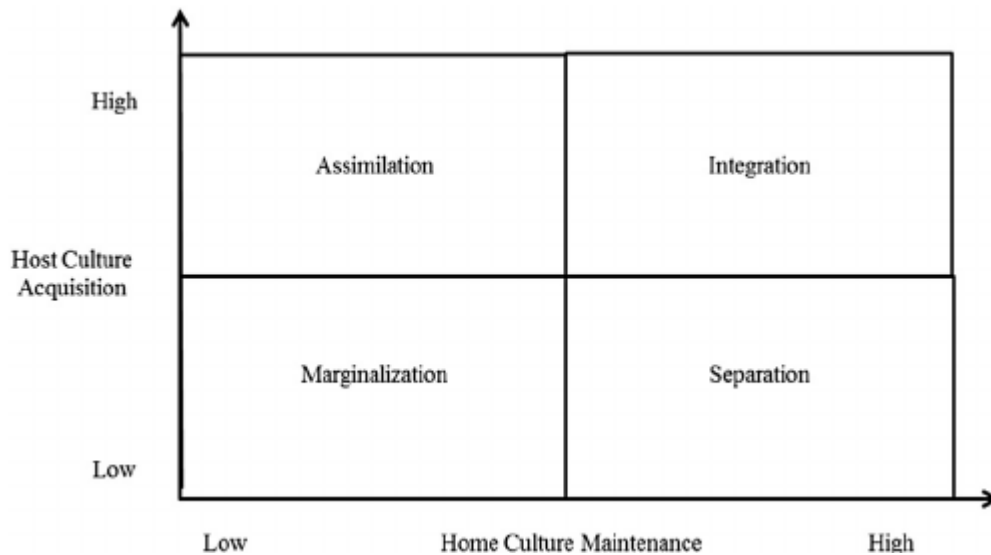 High
Assimilation
Integration
Host Culture
Acquisition
Marginalization
Separation
Low
Low
Home Culture Maintenance
High